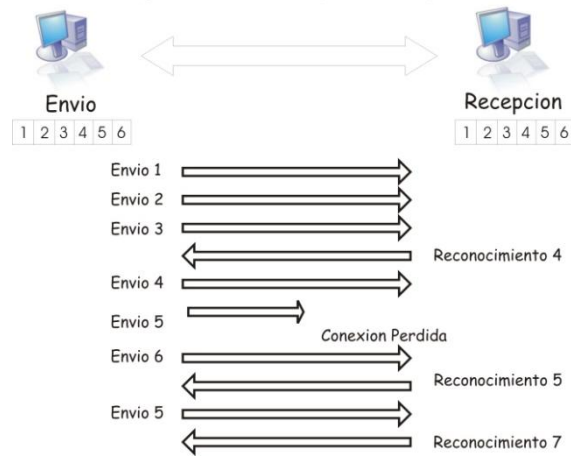 Envio
Recepcion
1 2 3 4 5 6
1 2 3 4 5 6
Envio 1
Envio 2
Envio 3
Reconocimiento 4
Envio 4
Envio 5
Conexion Perdida
Envio 6
Reconocimiento 5
Envio 5
Reconocimiento 7